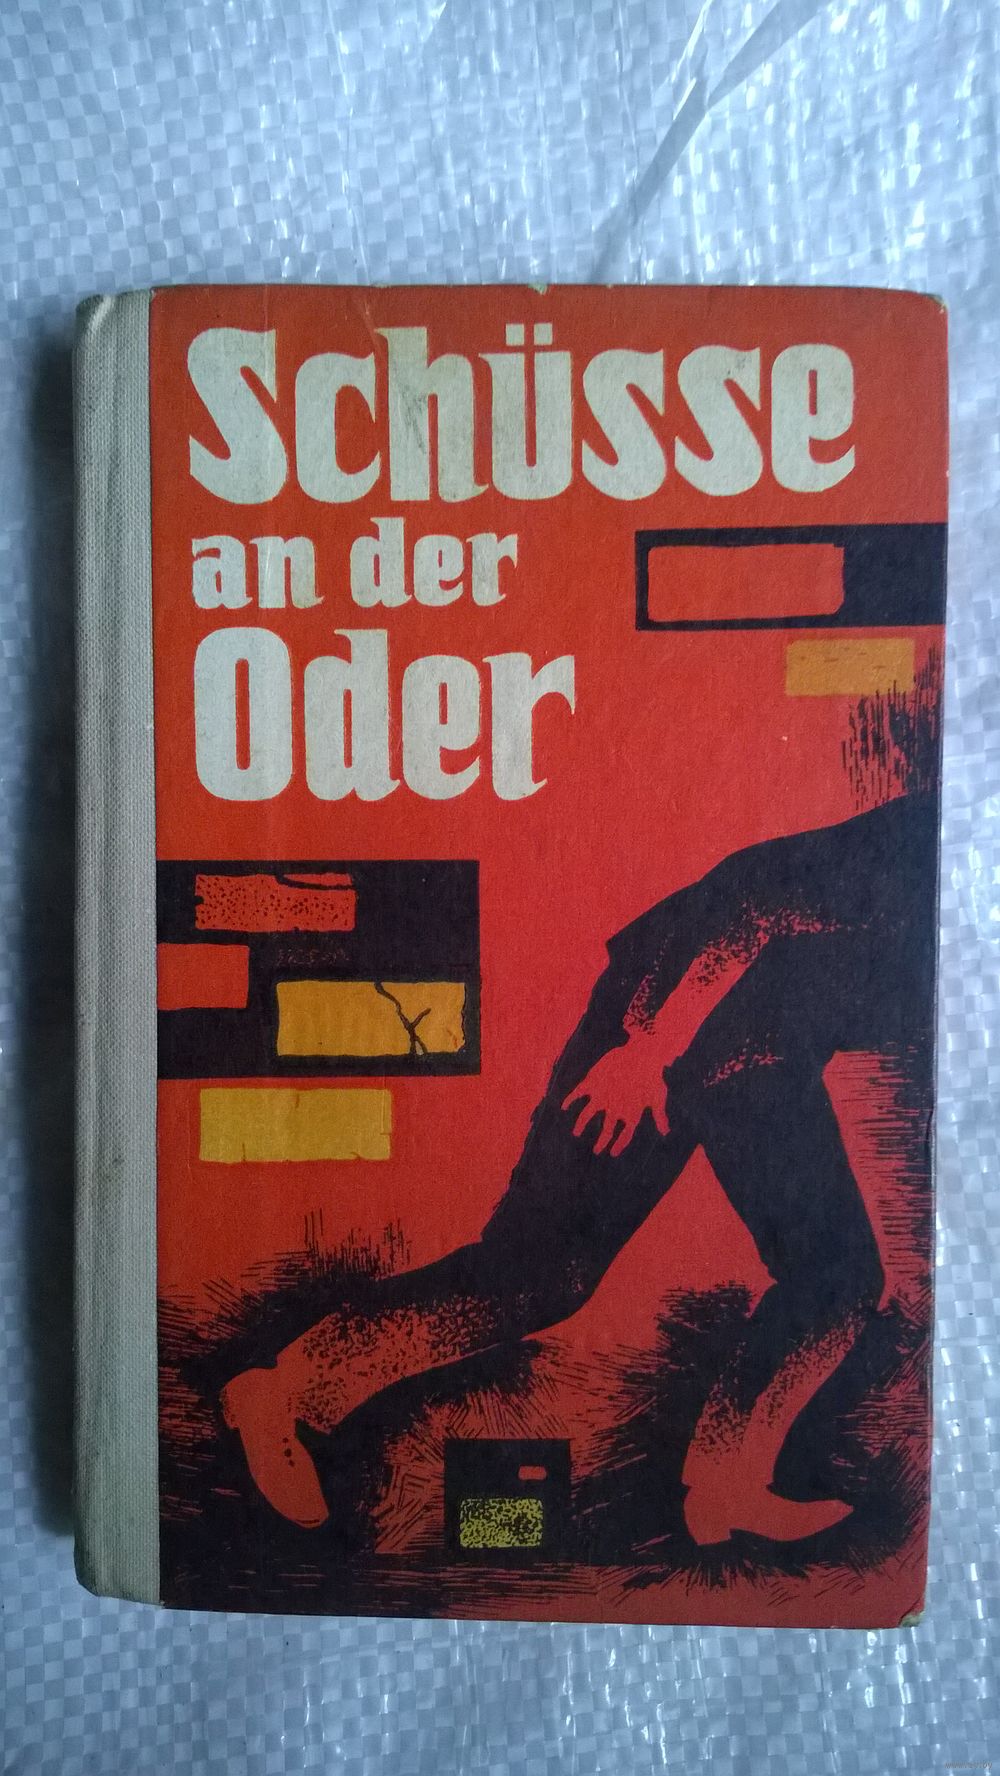 Schüsse
an der
Oder